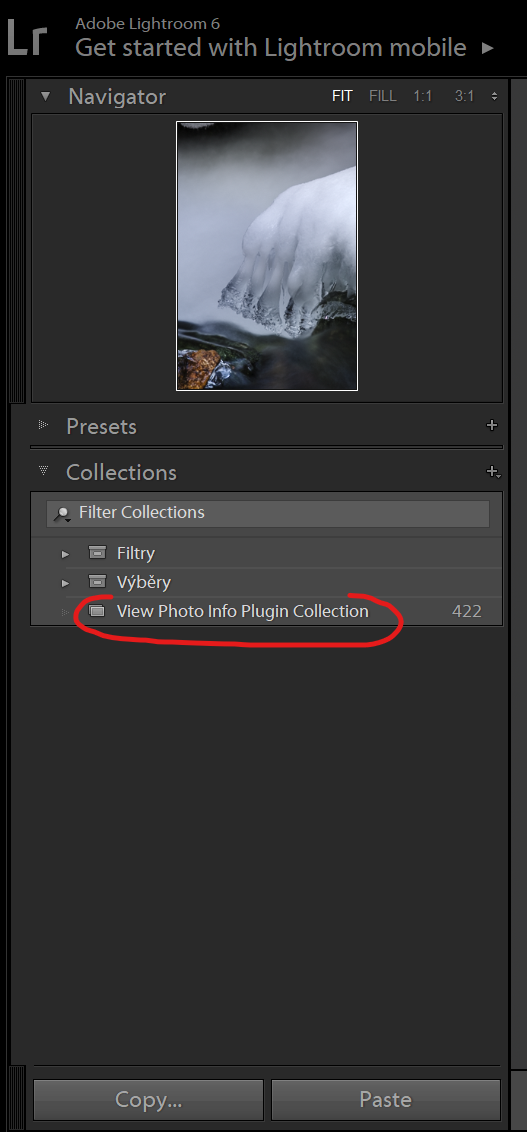 Lr
Adobe Lightroom 6
Get started with Lightroom mobile
Navigator FIT FILL 1:1 3:1
Presets
Collections
Filter Collections
Filtry
Výběry
View Photo Info Plugin Collection 422
Copy... Paste